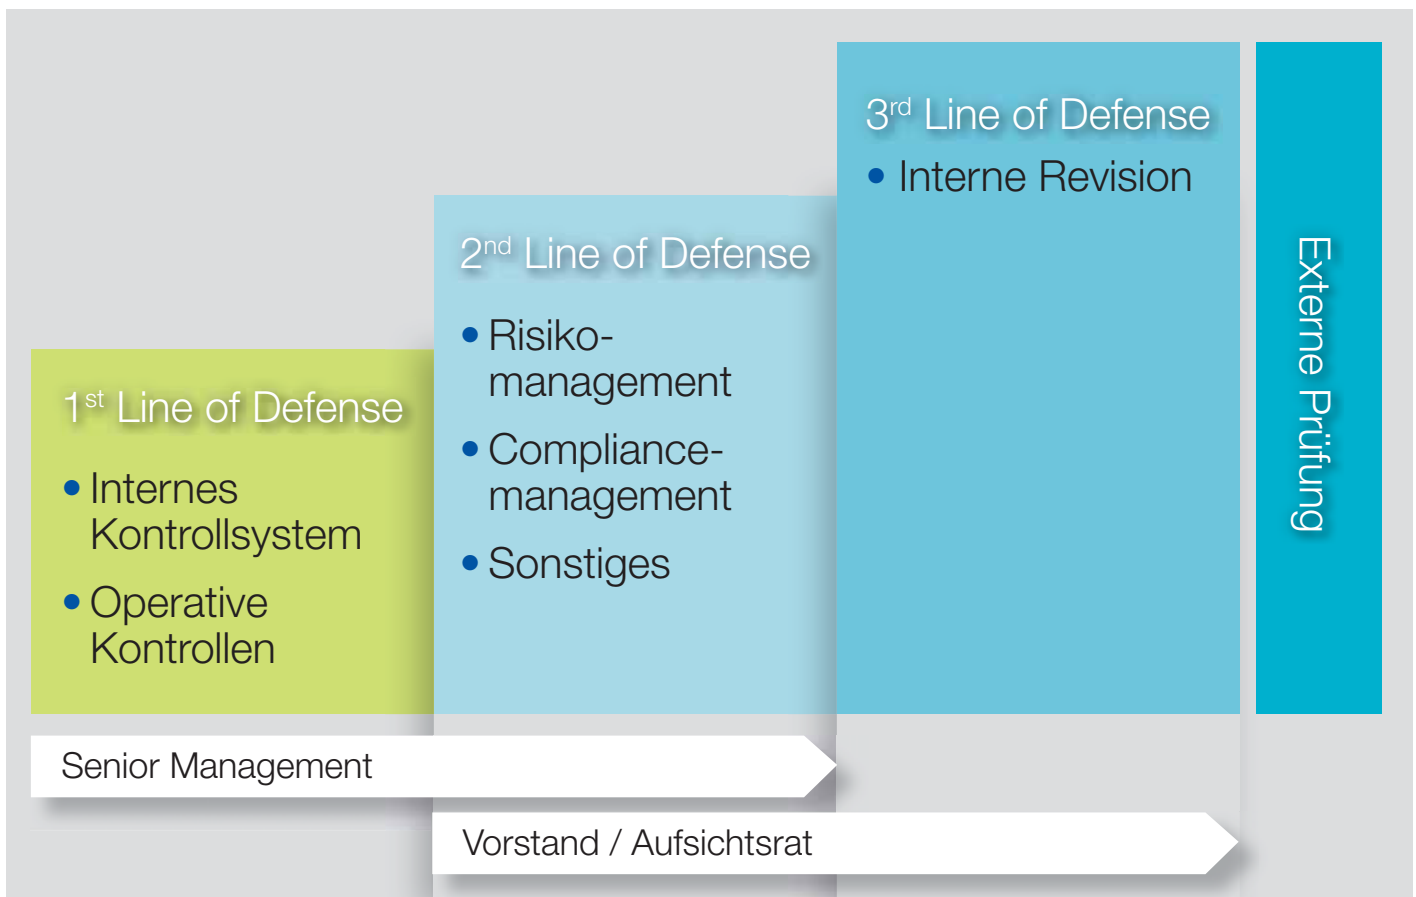 1st Line of Defense
• Internes
Kontrollsystem
• Operative
Kontrollen
2nd Line of Defense
• Risiko-
management
• Compliance-
management
• Sonstiges
3rd Line of Defense
• Interne Revision
Externe Prüfung
Senior Management
Vorstand / Aufsichtsrat